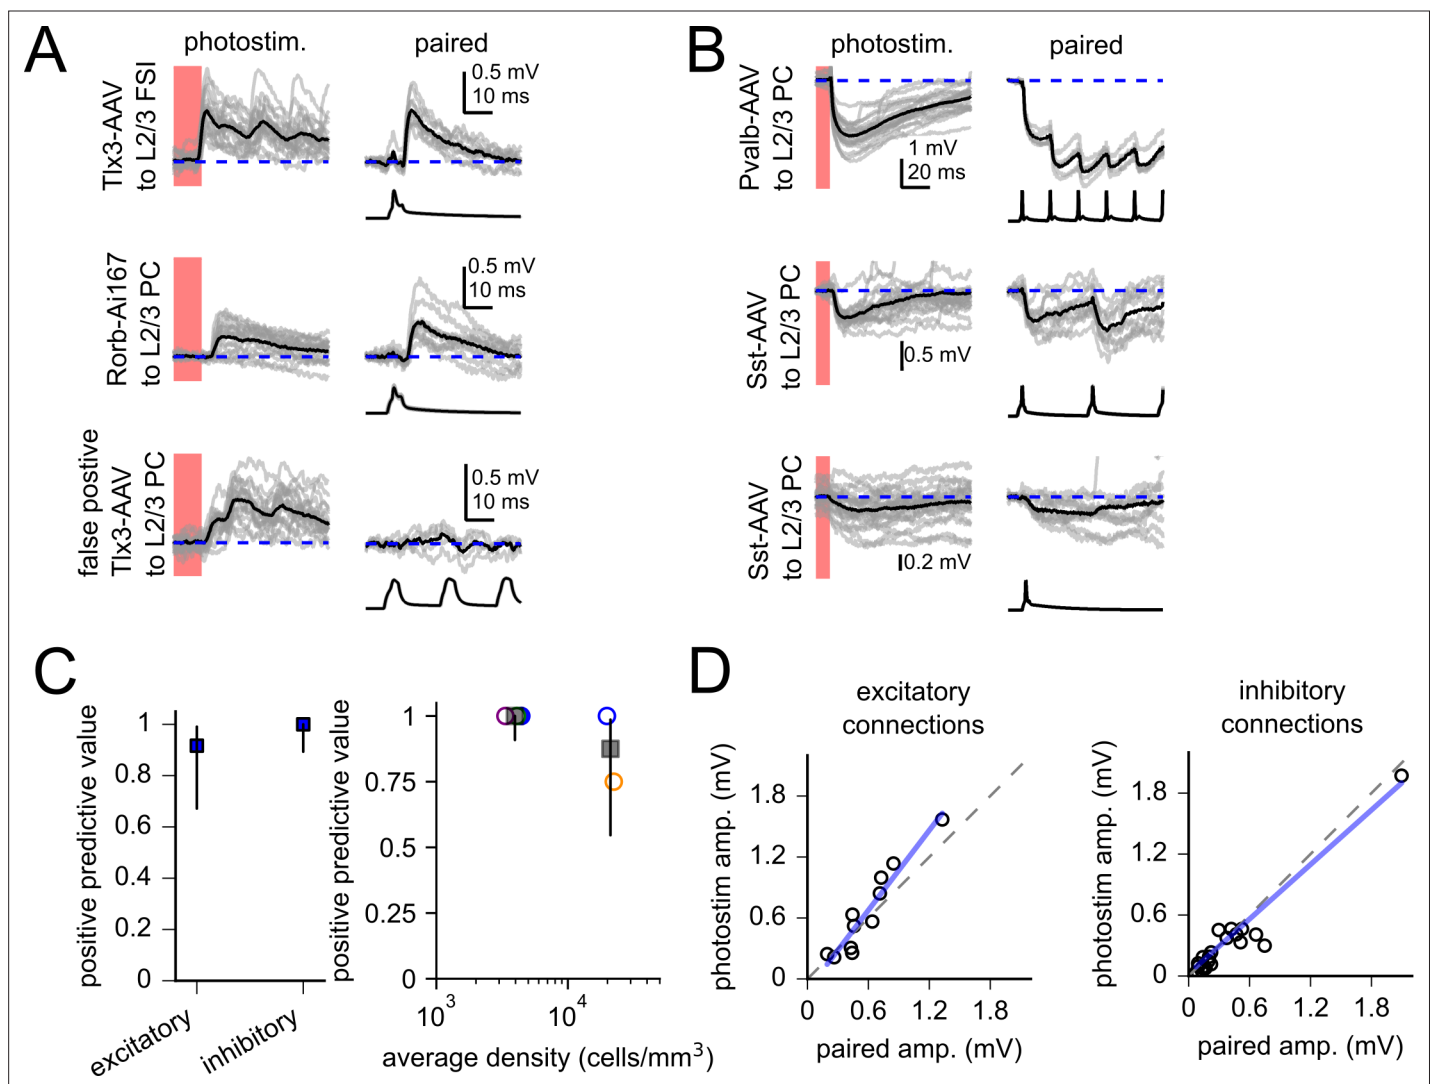 A
photostim.
paired
Tlx3-AAV
to L2/3 FSI
0.5 mV
10 ms
Rorb-Ai167
to L2/3 PC
0.5 mV
10 ms
false postive
Tlx3-AAV
to L2/3 PC
0.5 mV
10 ms
B
photostim.
paired
Pvalb-AAV
to L2/3 PC
1 mV
20 ms
Sst-AAV
to L2/3 PC
0.5 mV
Sst-AAV
to L2/3 PC
0.2 mV
C
positive predictive value
1
0.8
0.6
0.4
0.2
0
excitatory
inhibitory
positive predictive value
1
0.75
0.5
0.25
0
10³
10⁴
average density (cells/mm³)
D
excitatory
connections
photostim amp. (mV)
1.8
1.2
0.6
0
0 0.6 1.2 1.8
paired amp. (mV)
inhibitory
connections
photostim amp. (mV)
1.8
1.2
0.6
0
0 0.6 1.2 1.8
paired amp. (mV)